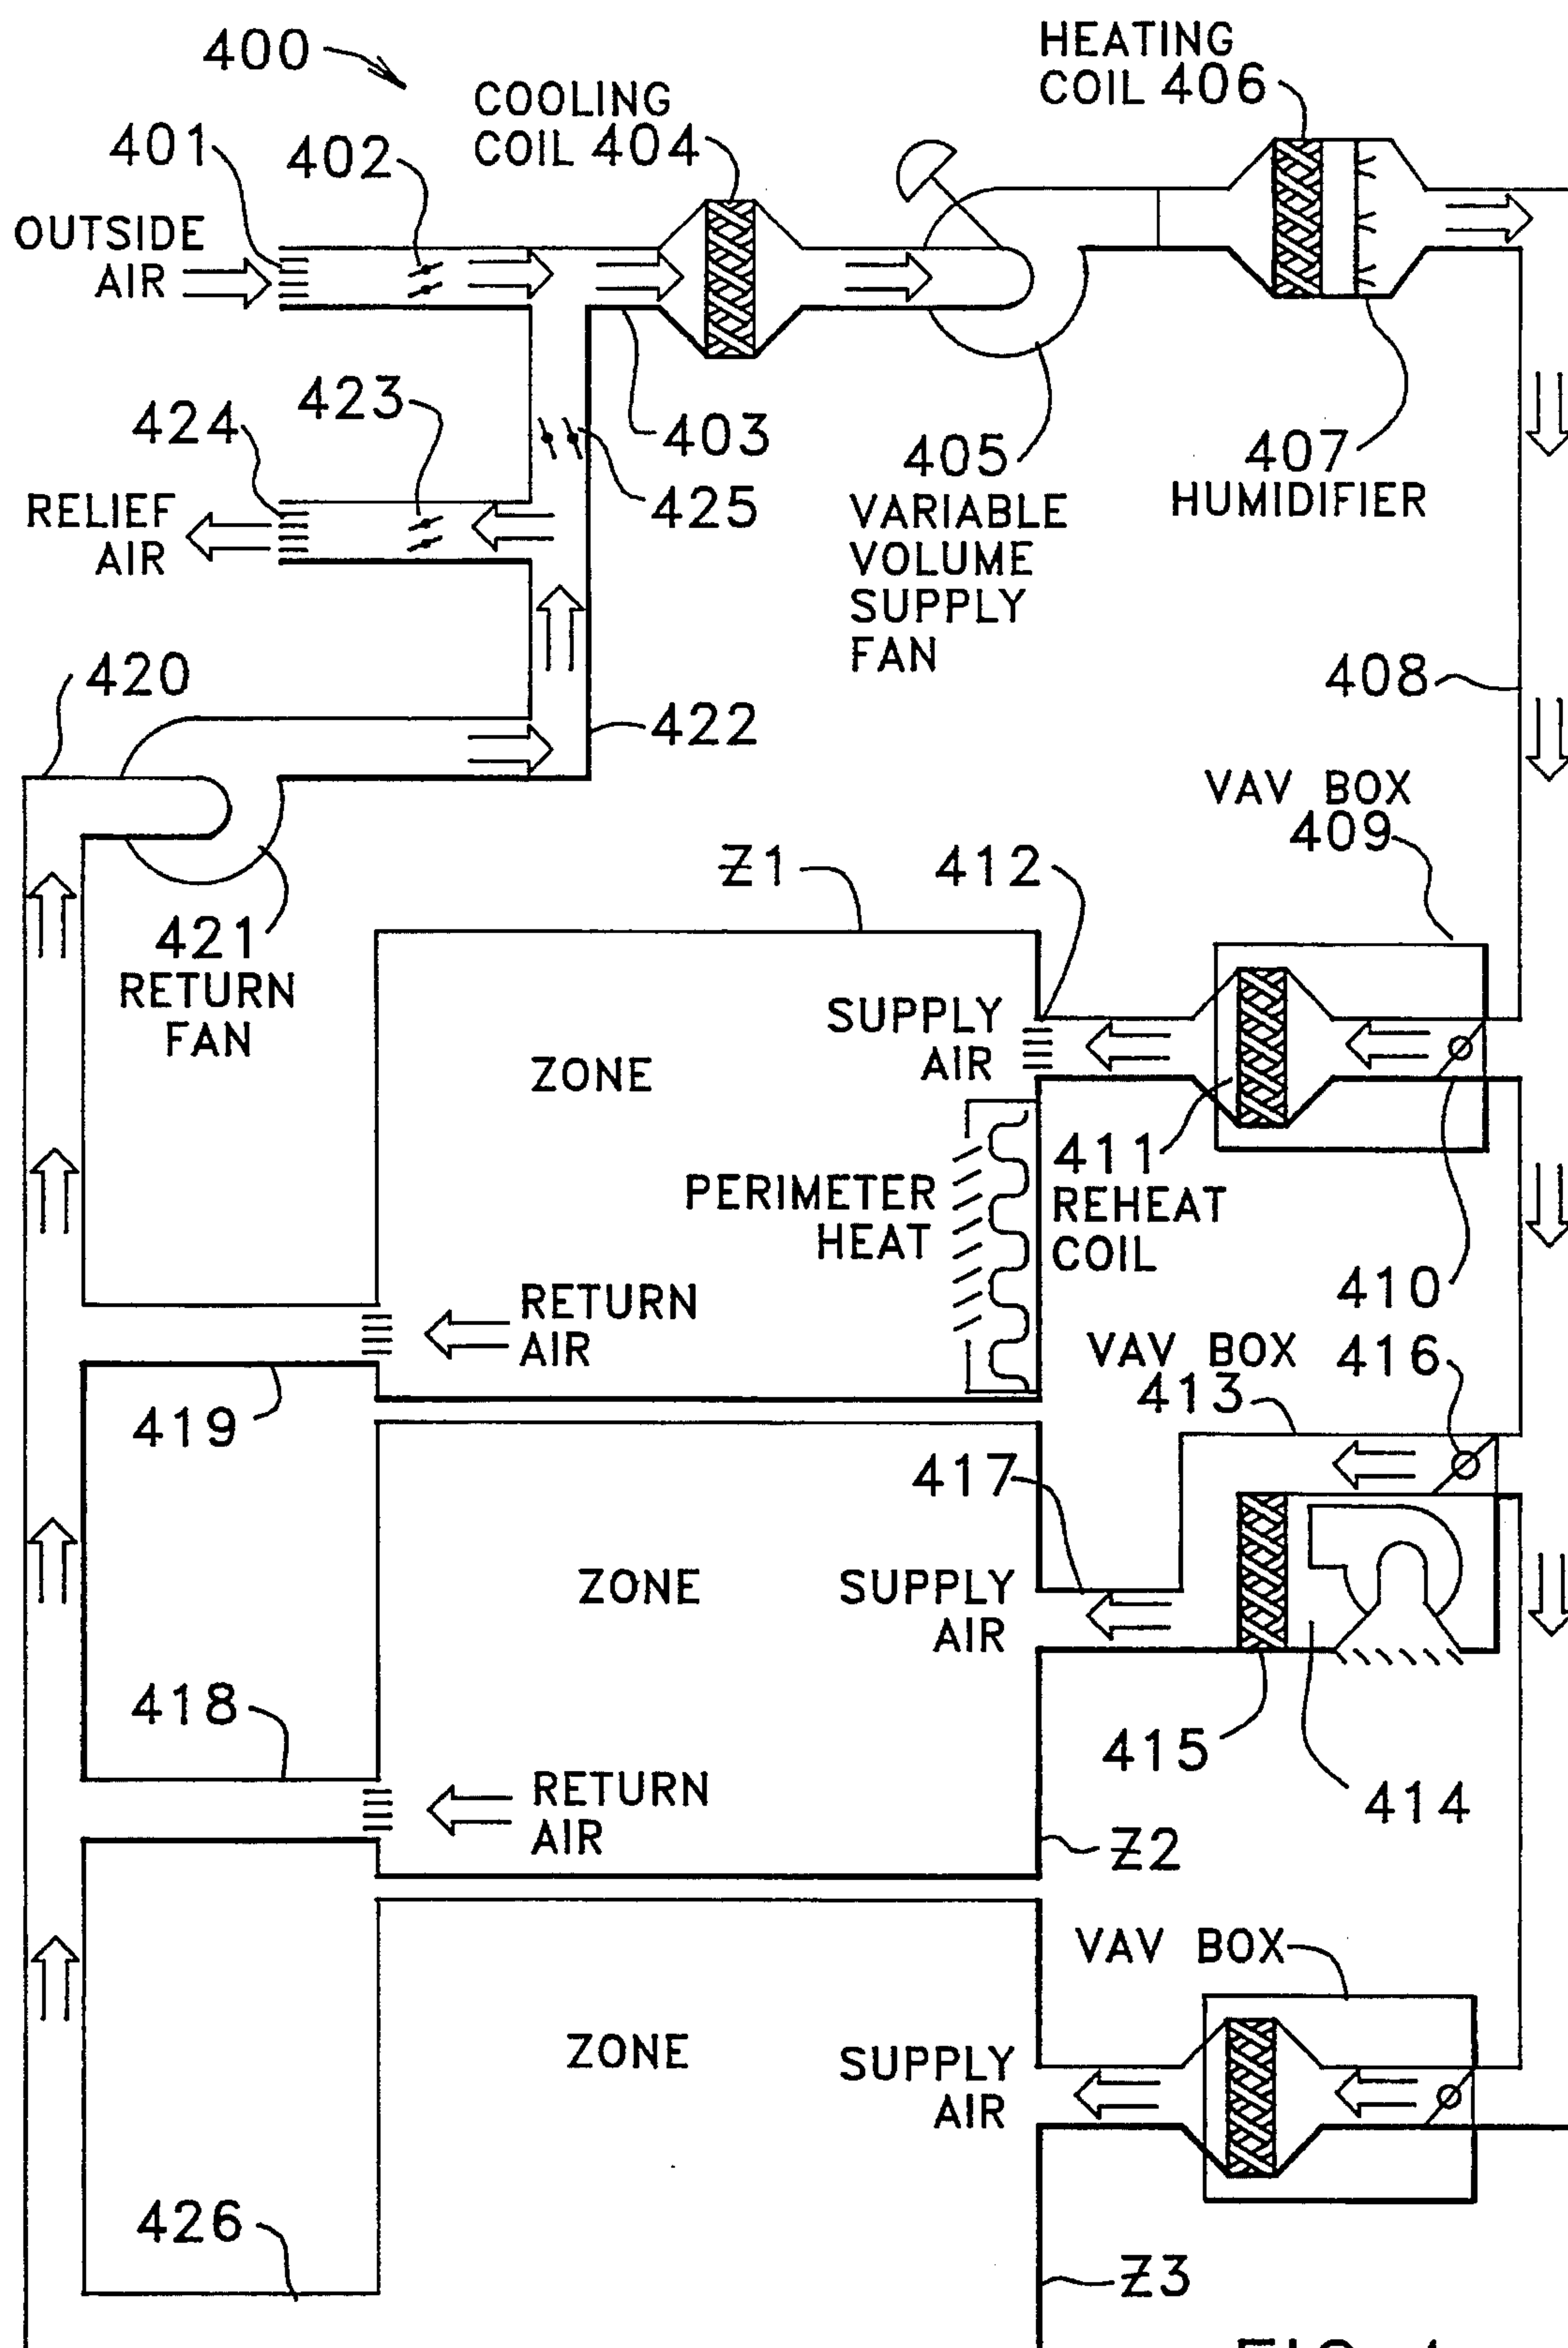 400
HEATING
COIL 406
COOLING
COIL 404
401
402
OUTSIDE
AIR
424
423
403
425
RELIEF
AIR
405
VARIABLE
VOLUME
SUPPLY
FAN
407
HUMIDIFIER
420
422
408
VAV BOX
409
421
RETURN
FAN
Z1
412
SUPPLY
AIR
ZONE
411
REHEAT
COIL
PERIMETER
HEAT
410
RETURN
AIR
419
VAV BOX
413
416
417
ZONE
SUPPLY
AIR
415
414
418
RETURN
AIR
Z2
VAV BOX
ZONE
SUPPLY
AIR
426
Z3